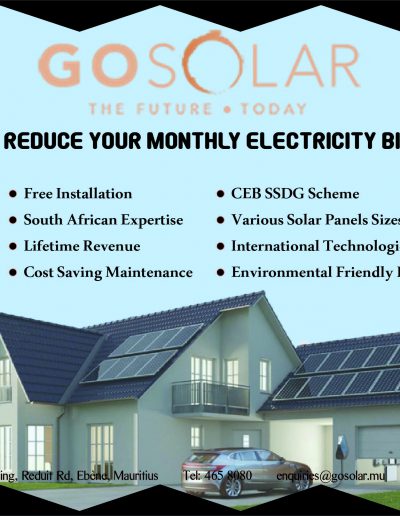 GOSOLAR
THE FUTURE • TODAY
REDUCE YOUR MONTHLY ELECTRICITY BI
• Free Installation
• South African Expertise
• Lifetime Revenue
• Cost Saving Maintenance
• CEB SSDG Scheme
• Various Solar Panels Sizes
• International Technologi
• Environmental Friendly
ing, Reduit Rd, Ebène, Mauritius Tel: 465 8080 enquiries@gosolar.mu